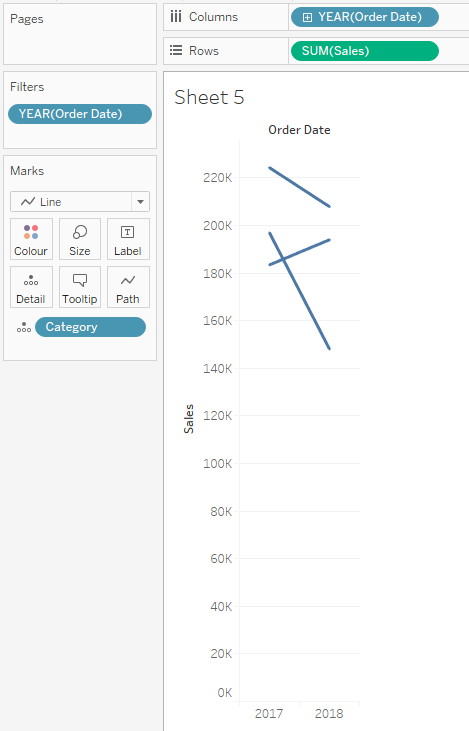 Pages
Columns
YEAR(Order Date)
Rows
SUM(Sales)
Filters
YEAR(Order Date)
Marks
Line
Colour
Size
T
Label
Detail
Tooltip
Path
Category
Sheet 5
Order Date
220K
200K
180K
160K
140K
120K
100K
80K
60K
40K
20K
0K
Sales
2017
2018